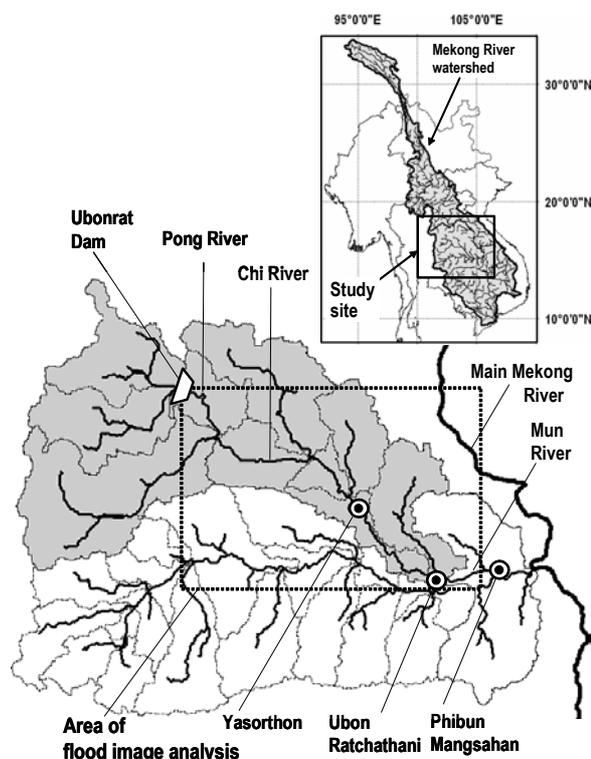 95°0'0"E 105°0'0"E
Mekong River
watershed
30°0'0"N
20°0'0"N
10°0'0"N
Study
site
Ubonrat
Dam
Pong River
Chi River
Main Mekong
River
Mun
River
Area of
flood image analysis
Yasorthon
Ubon
Ratchathani
Phibun
Mangsahan